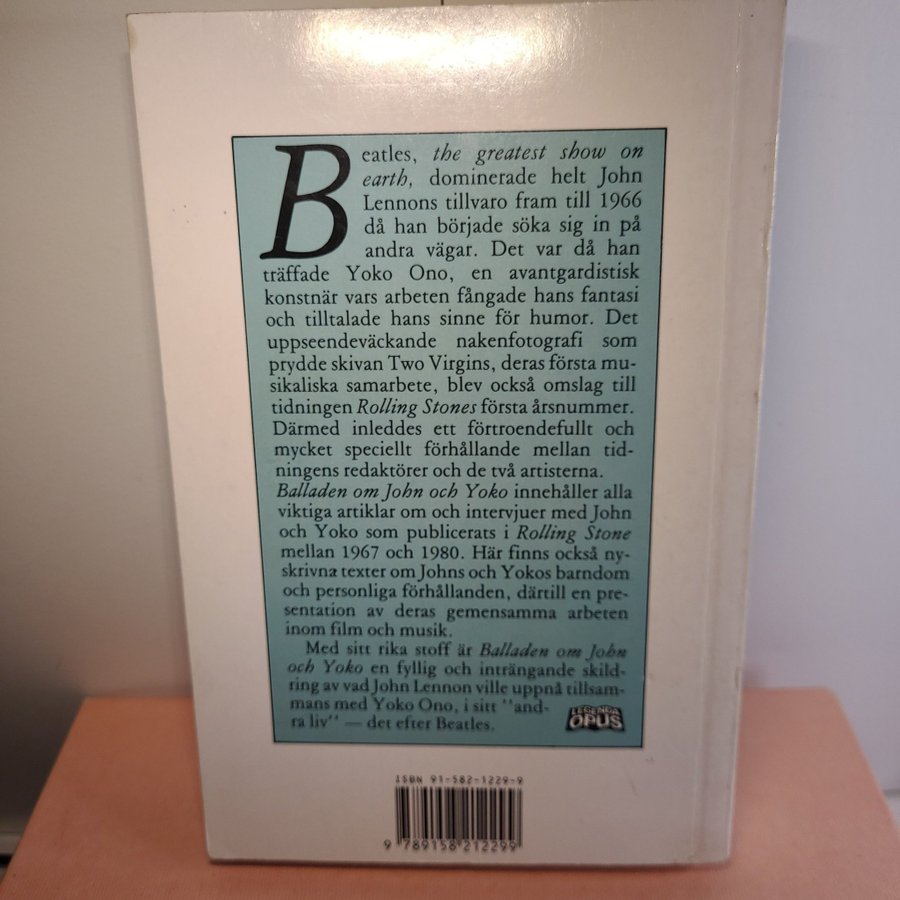 Beatles, the greatest show on
earth, dominerade helt John
Lennons tillvaro fram till 1966
då han började söka sig in på
andra vägar. Det var då han
träffade Yoko Ono, en avantgardistisk
konstnär vars arbeten fångade hans fantasi
och tilltalade hans sinne för humor. Det
uppseendeväckande nakenfotografi som
prydde skivan Two Virgins, deras första mu-
sikaliska samarbete, blev också omslag till
tidningen Rolling Stones första årsnummer.
Därmed inleddes ett förtroendefullt och
mycket speciellt förhållande mellan tid-
ningens redaktörer och de två artisterna.
Balladen om John och Yoko innehåller alla
viktiga artiklar om och intervjuer med John
och Yoko som publicerats i Rolling Stone
mellan 1967 och 1980. Här finns också ny-
skrivna texter om Johns och Yokos barndom
och personliga förhållanden, därtill en pre-
sentation av deras gemensamma arbeten
inom film och musik.
Med sitt rika stoff är Balladen om John
och Yoko en fyllig och inträngande skild-
ring av vad John Lennon ville uppnå tillsam-
mans med Yoko Ono, i sitt "and-
ra liv" — det efter Beatles.
LEGENDA
OPUS
ISBN 91-582-1229-9
9 789158 212299